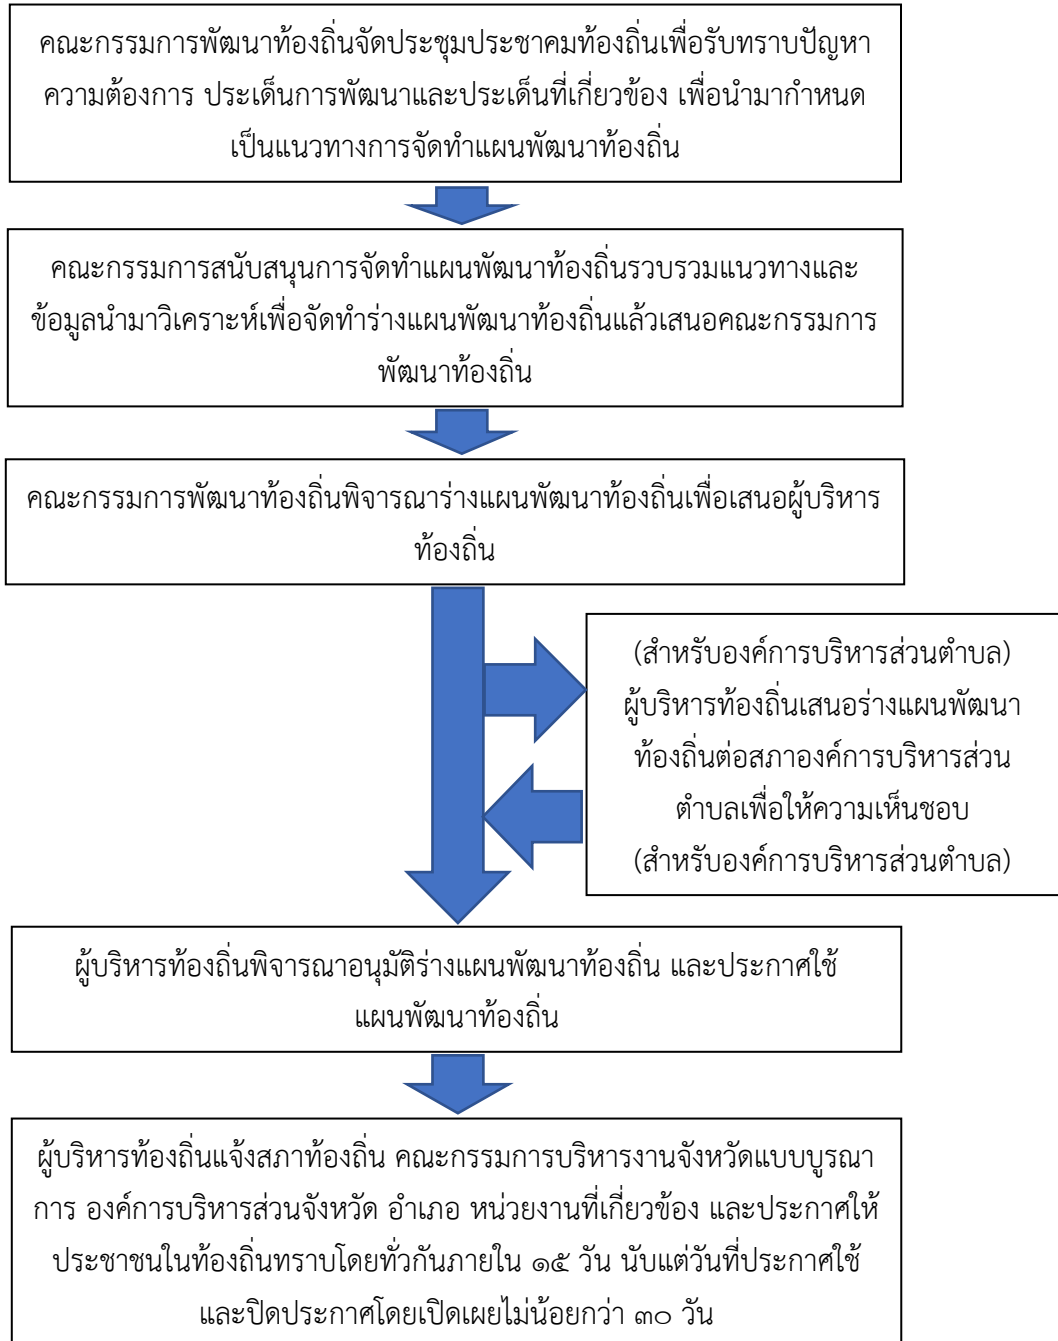 คณะกรรมการพัฒนาท้องถิ่นจัดประชุมประชาคมท้องถิ่นเพื่อรับทราบปัญหา
ความต้องการ ประเด็นการพัฒนาและประเด็นที่เกี่ยวข้อง เพื่อนำมากำหนด
เป็นแนวทางการจัดทำแผนพัฒนาท้องถิ่น
คณะกรรมการสนับสนุนการจัดทำแผนพัฒนาท้องถิ่นรวบรวมแนวทางและ
ข้อมูลนำมาวิเคราะห์เพื่อจัดทำร่างแผนพัฒนาท้องถิ่นแล้วเสนอคณะกรรมการ
พัฒนาท้องถิ่น
คณะกรรมการพัฒนาท้องถิ่นพิจารณาร่างแผนพัฒนาท้องถิ่นเพื่อเสนอผู้บริหาร
ท้องถิ่น
(สำหรับองค์การบริหารส่วนตำบล)
ผู้บริหารท้องถิ่นเสนอร่างแผนพัฒนา
ท้องถิ่นต่อสภาองค์การบริหารส่วน
ตำบลเพื่อให้ความเห็นชอบ
(สำหรับองค์การบริหารส่วนตำบล)
ผู้บริหารท้องถิ่นพิจารณาอนุมัติร่างแผนพัฒนาท้องถิ่น และประกาศใช้
แผนพัฒนาท้องถิ่น
ผู้บริหารท้องถิ่นแจ้งสภาท้องถิ่น คณะกรรมการบริหารงานจังหวัดแบบบูรณา
การ องค์การบริหารส่วนจังหวัด อำเภอ หน่วยงานที่เกี่ยวข้อง และประกาศให้
ประชาชนในท้องถิ่นทราบโดยทั่วกันภายใน ๑๕ วัน นับแต่วันที่ประกาศใช้
และปิดประกาศโดยเปิดเผยไม่น้อยกว่า ๓๐ วัน